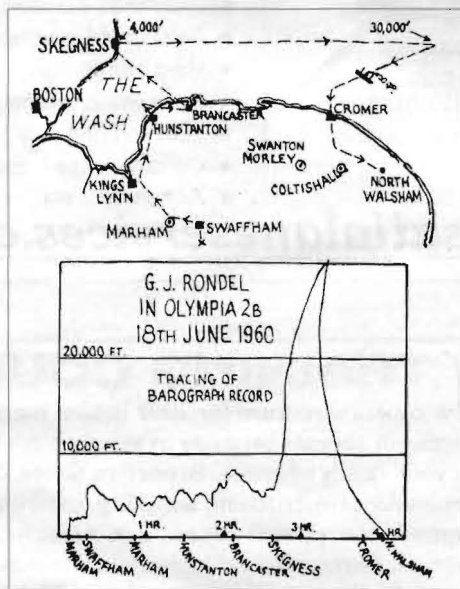 4,000'
30,000'
SKEGNESS
BOSTON
THE
WASH
BRANCASTER
HUNSTANTON
CROMER
SWANTON
MORLEY
COLTISHALL
KINGS
LYNN
NORTH
WALSHAM
MARHAM
SWAFFHAM
G. J. RONDEL
IN OLYMPIA 2B
18TH JUNE 1960
20,000 FT.
TRACING OF
BAROGRAPH RECORD
10,000 FT.
1 HR.
2 HR.
3 HR.
4 HR.
MARHAM
SWAFFHAM
MARHAM
HUNSTANTON
BRANCASTER
SKEGNESS
CROMER
N. WALSHAM